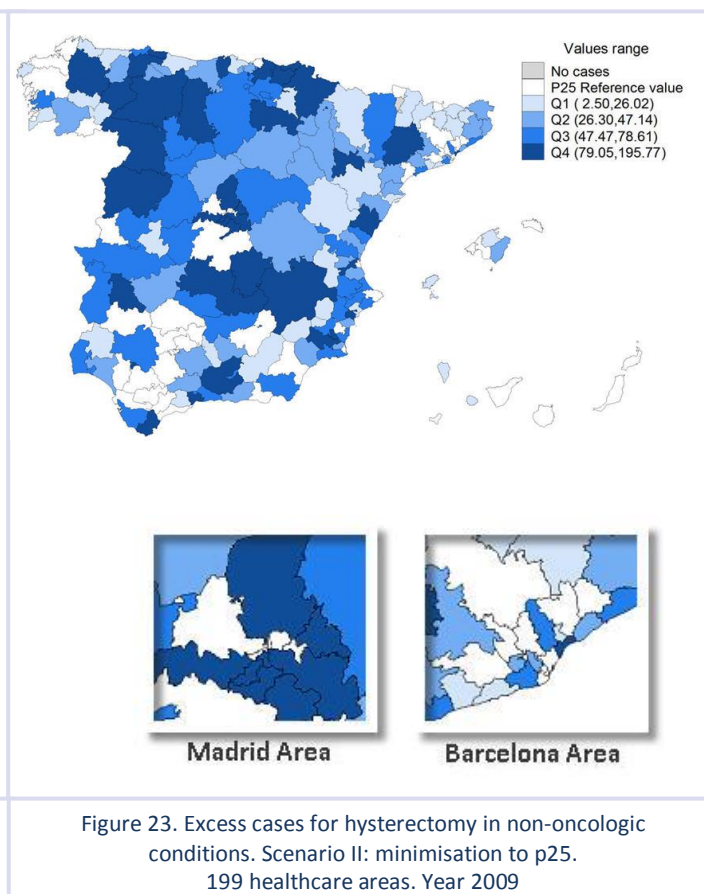 Values range
No cases
P25 Reference value
Q1 ( 2.50,26.02)
Q2 (26.30,47.14)
Q3 (47.47,78.61)
Q4 (79.05,195.77)
Madrid Area
Barcelona Area
Figure 23. Excess cases for hysterectomy in non-oncologic
conditions. Scenario II: minimisation to p25.
199 healthcare areas. Year 2009